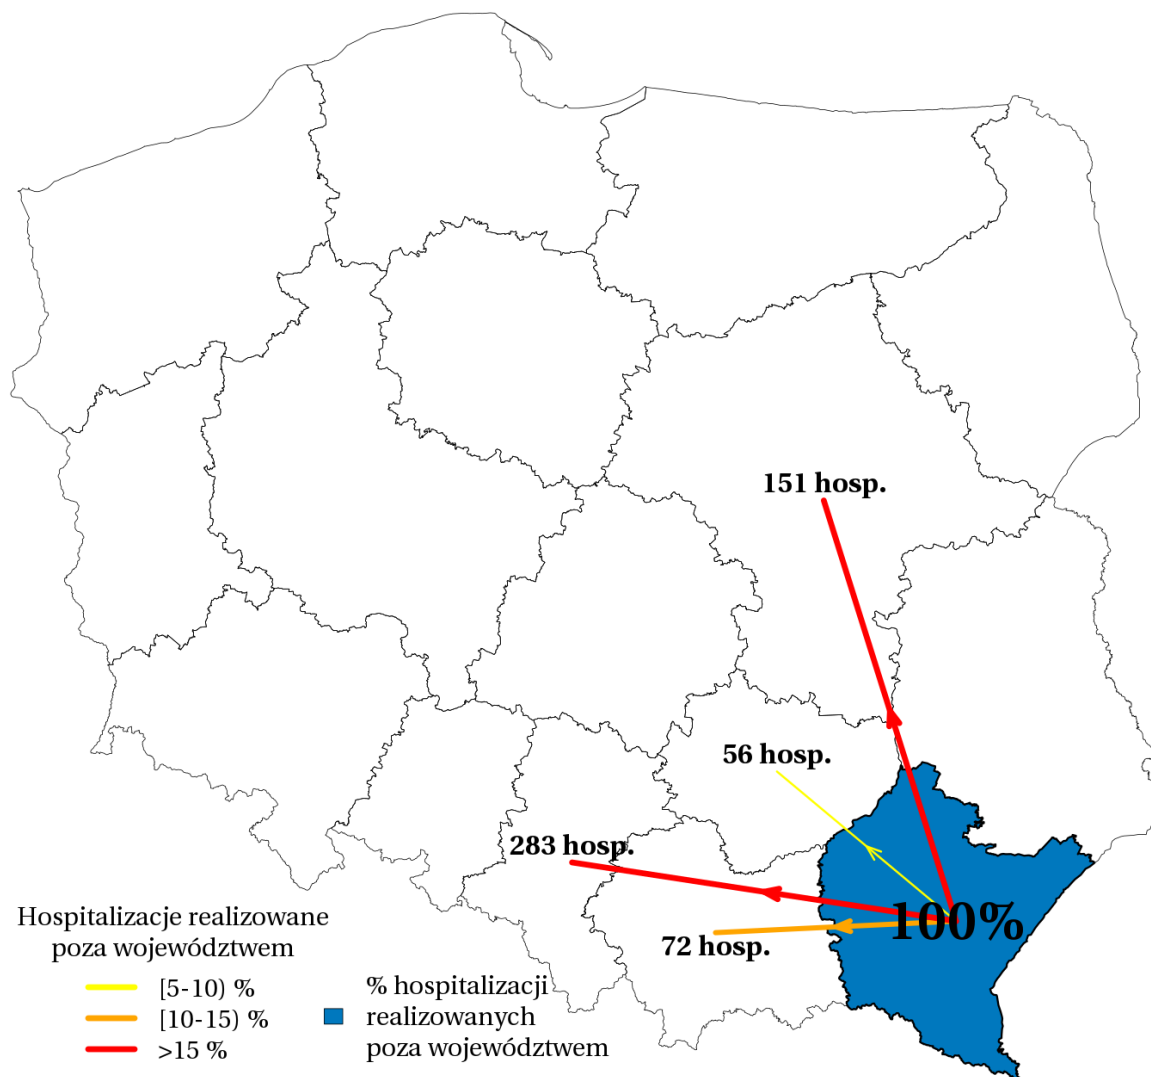 151 hosp.
56 hosp.
283 hosp.
100%
72 hosp.
Hospitalizacje realizowane
poza województwem
[5-10) %
[10-15) %
>15 %
% hospitalizacji
realizowanych
poza województwem